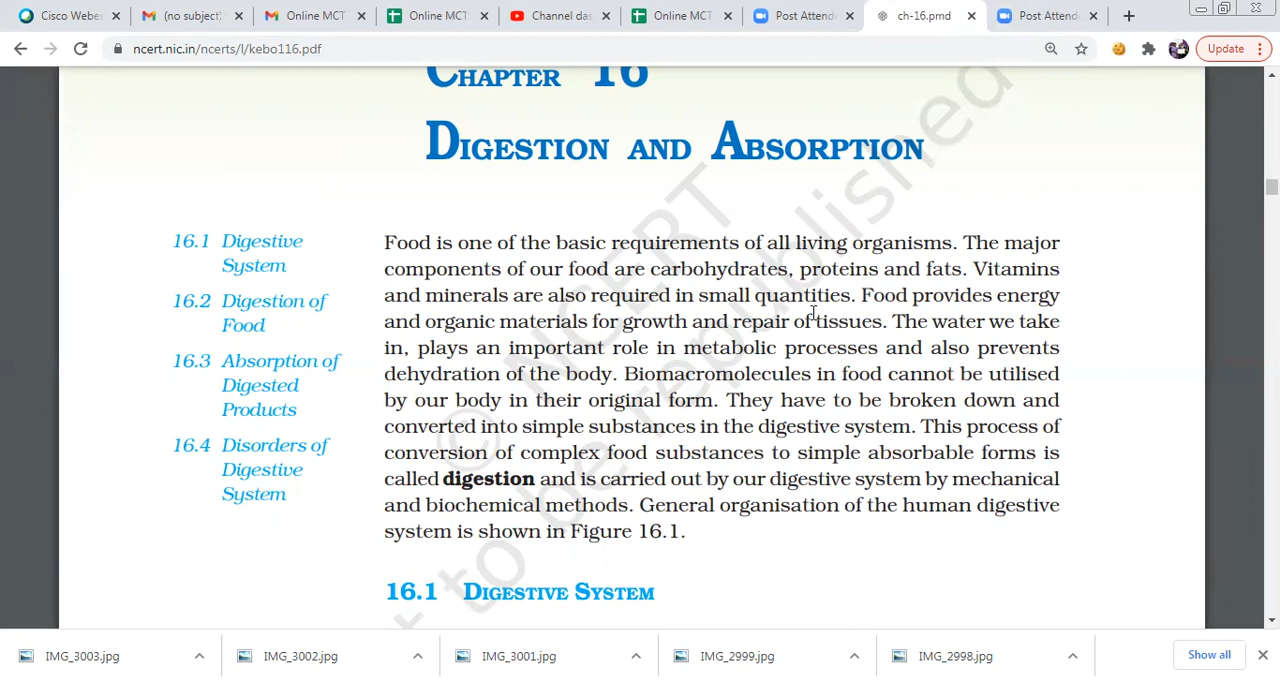 Cisco Webe
(no subject)
Online MCT
Online MCT
Channel das
Online MCT
Post Attende
ch-16.pmd
Post Attende
ncert.nic.in/ncerts/l/kebo116.pdf
Update
CHAPTER 16
DIGESTION AND ABSORPTION
16.1 Digestive
System
16.2 Digestion of
Food
16.3 Absorption of
Digested
Products
16.4 Disorders of
Digestive
System
Food is one of the basic requirements of all living organisms. The major
components of our food are carbohydrates, proteins and fats. Vitamins
and minerals are also required in small quantities. Food provides energy
and organic materials for growth and repair of tissues. The water we take
in, plays an important role in metabolic processes and also prevents
dehydration of the body. Biomacromolecules in food cannot be utilised
by our body in their original form. They have to be broken down and
converted into simple substances in the digestive system. This process of
conversion of complex food substances to simple absorbable forms is
called digestion and is carried out by our digestive system by mechanical
and biochemical methods. General organisation of the human digestive
system is shown in Figure 16.1.
16.1 DIGESTIVE SYSTEM
© NCERT
t to be republished
IMG_3003.jpg
IMG_3002.jpg
IMG_3001.jpg
IMG_2999.jpg
IMG_2998.jpg
Show all